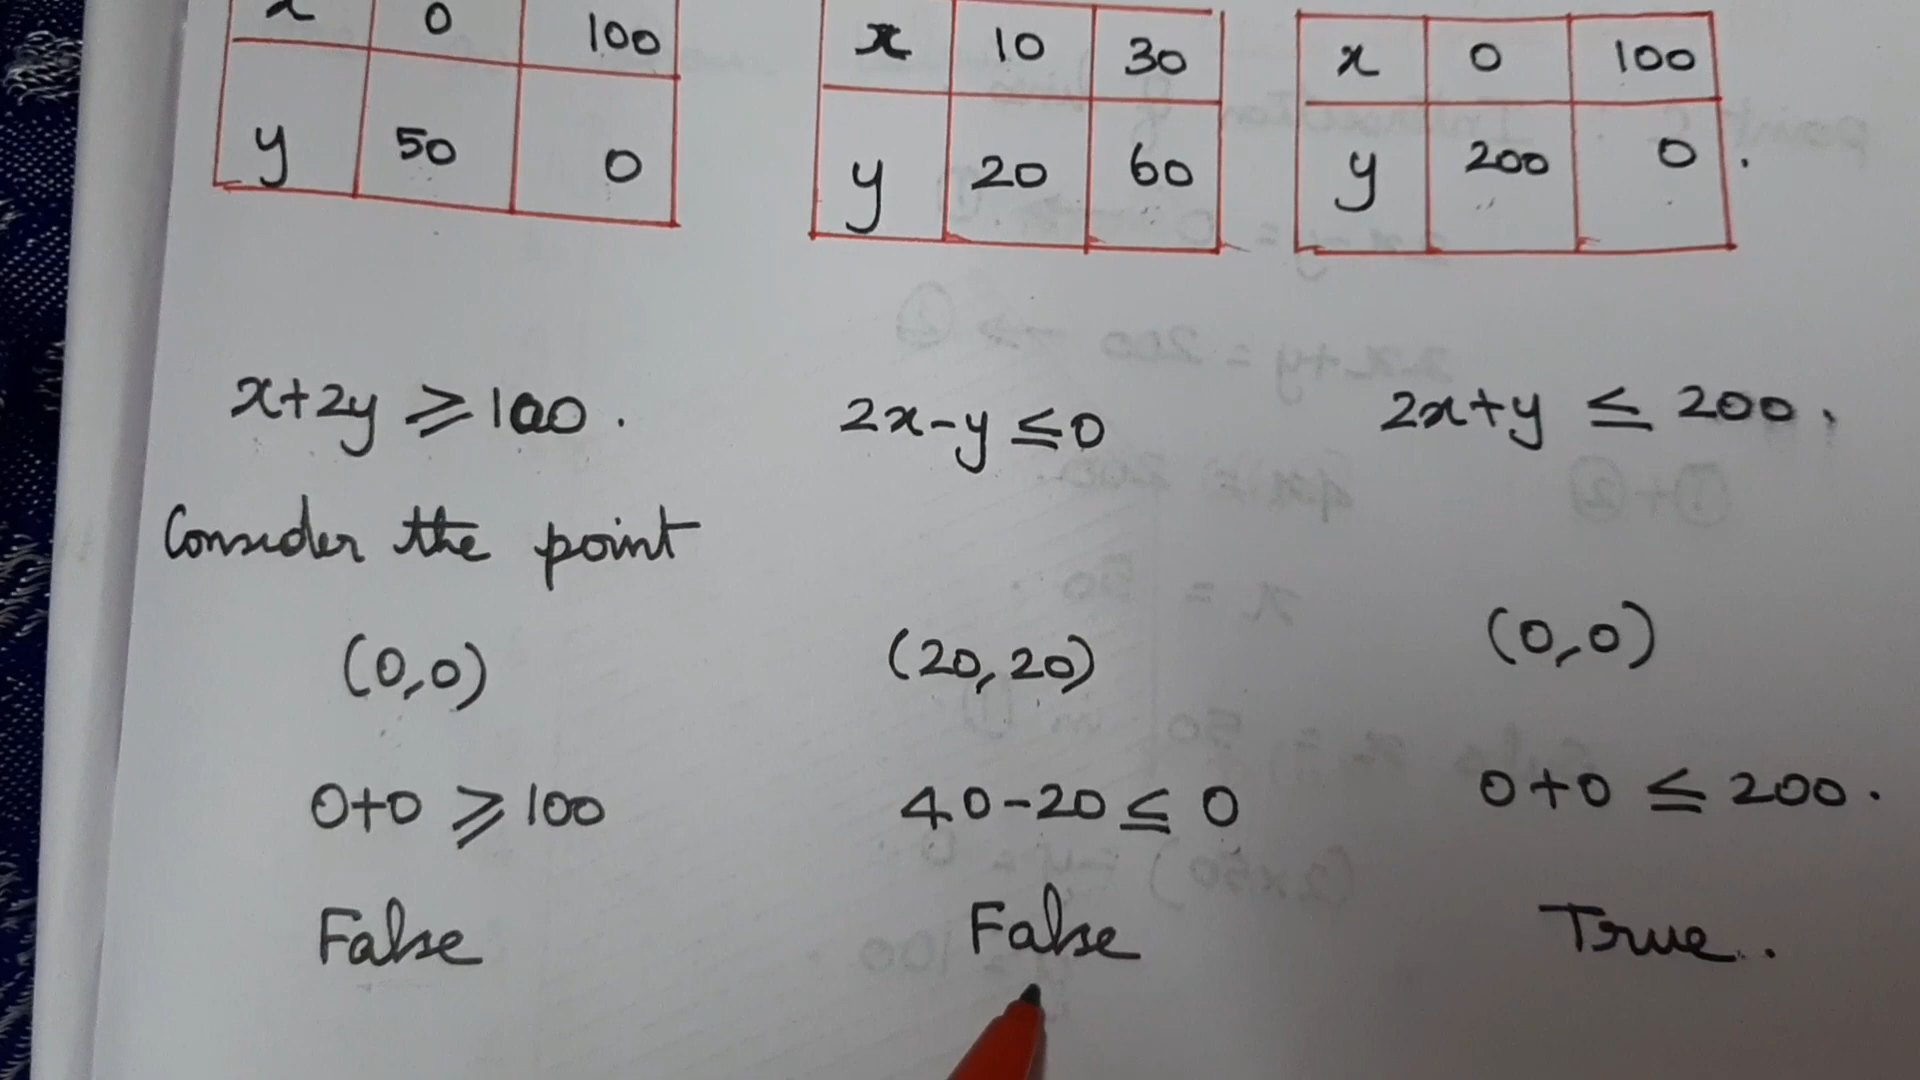 x 0 100
y 50 0
x 10 30
y 20 60
x 0 100
y 200 0 .
x+2y ≥ 100 .
2x-y ≤ 0
2x+y ≤ 200 .
Consider the point
(0,0)
(20,20)
(0,0)
0+0 ≥ 100
40-20 ≤ 0
0+0 ≤ 200 .
False
False
True .